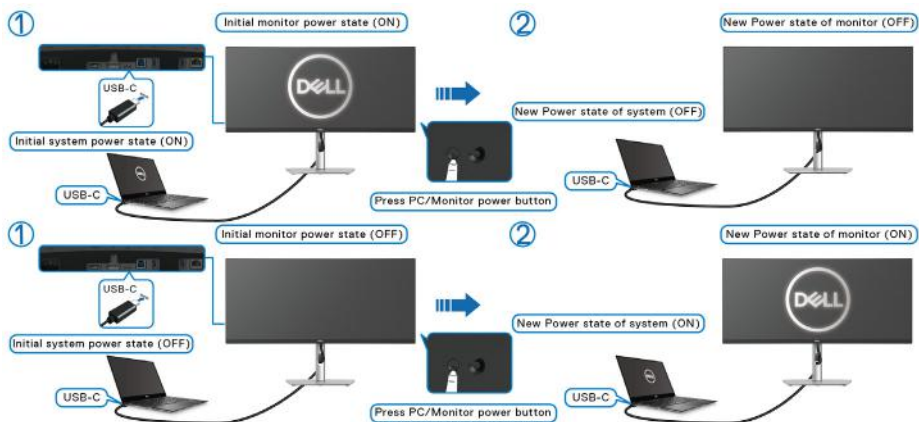 ①
Initial monitor power state (ON)
②
New Power state of monitor (OFF)
USB-C
DELL
New Power state of system (OFF)
Initial system power state (ON)
DELL
USB-C
USB-C
Press PC/Monitor power button
①
Initial monitor power state (OFF)
②
New Power state of monitor (ON)
USB-C
DELL
New Power state of system (ON)
Initial system power state (OFF)
DELL
USB-C
USB-C
Press PC/Monitor power button